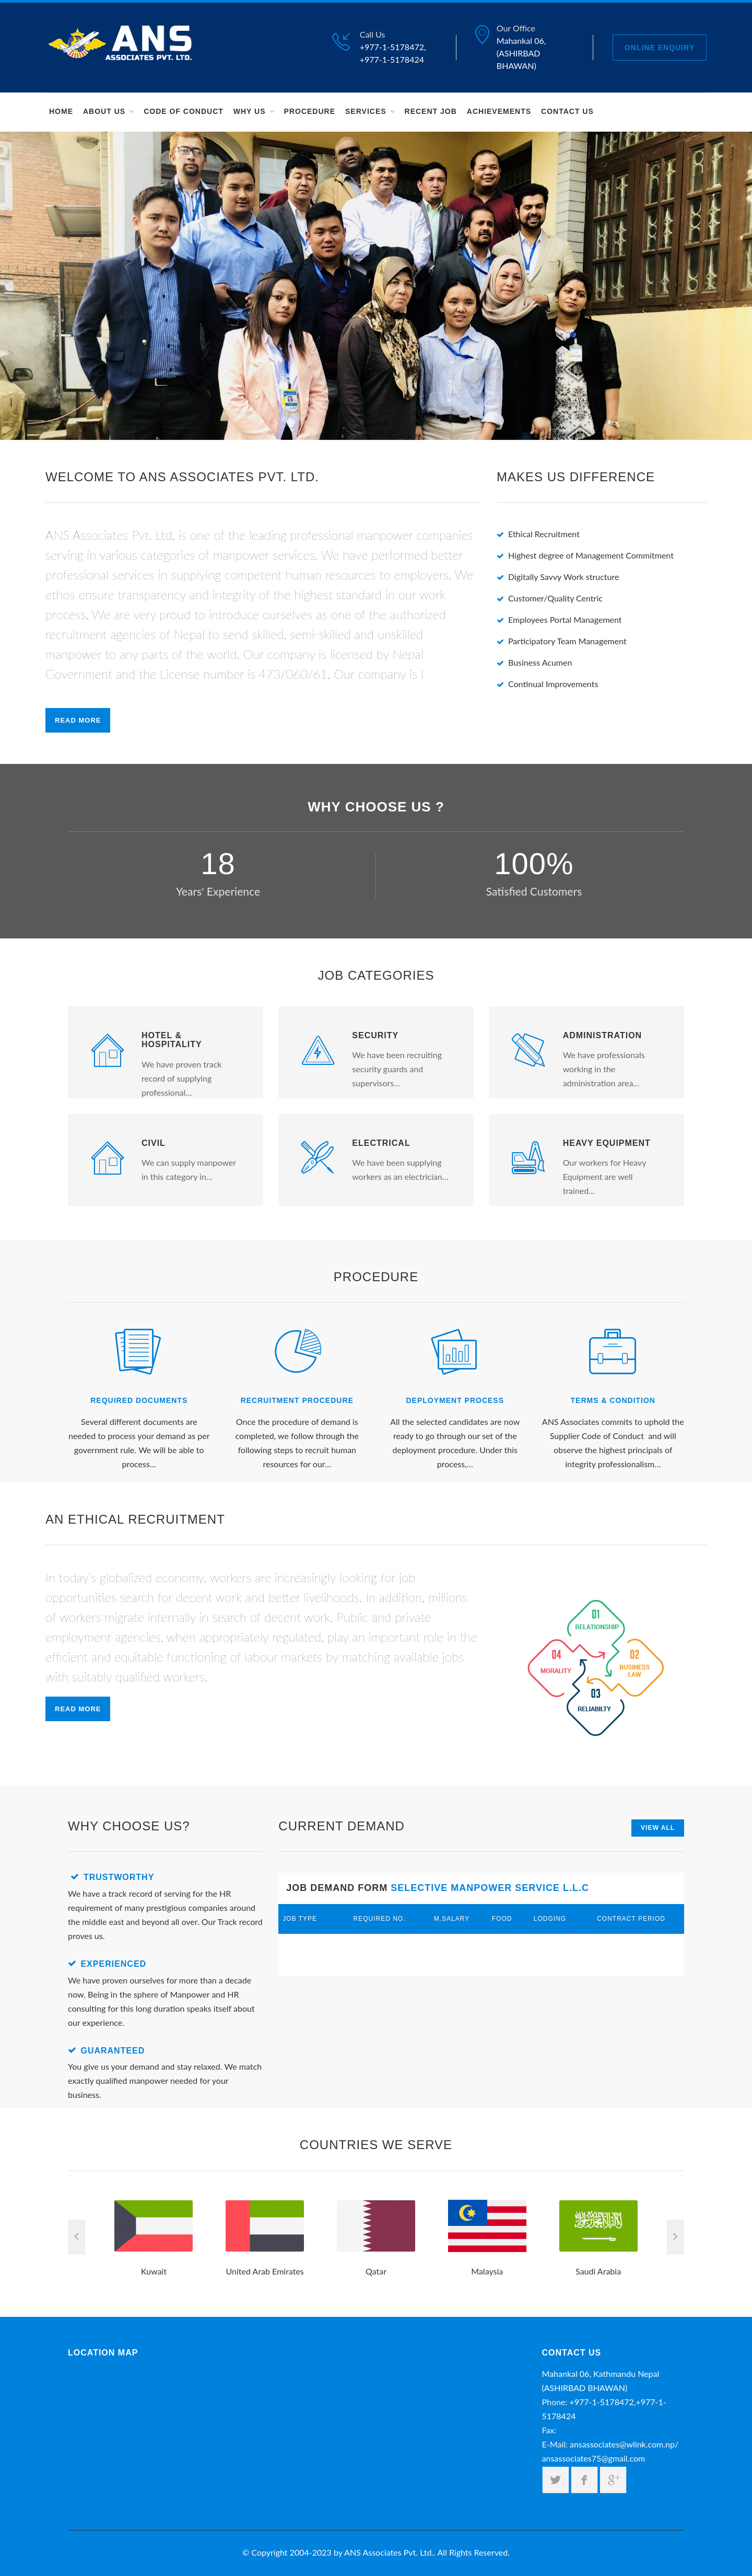 ANS
ASSOCIATES PVT. LTD.
Call Us
+977-1-5178472,
+977-1-5178424
Our Office
Mahankal 06,
(ASHIRBAD
BHAWAN)
ONLINE ENQUIRY
HOME ABOUT US CODE OF CONDUCT WHY US PROCEDURE SERVICES RECENT JOB ACHIEVEMENTS CONTACT US
WELCOME TO ANS ASSOCIATES PVT. LTD.
ANS Associates Pvt. Ltd. is one of the leading professional manpower companies
serving in various categories of manpower services. We have performed better
professional services in supplying competent human resources to employers. We
ethos ensure transparency and integrity of the highest standard in our work
process. We are very proud to introduce ourselves as one of the authorized
recruitment agencies of Nepal to send skilled, semi-skilled and unskilled
manpower to any parts of the world. Our company is licensed by Nepal
Government and the License number is 473/060/61. Our company is l
READ MORE
MAKES US DIFFERENCE
Ethical Recruitment
Highest degree of Management Commitment
Digitally Savvy Work structure
Customer/Quality Centric
Employees Portal Management
Participatory Team Management
Business Acumen
Continual Improvements
WHY CHOOSE US ?
18
Years' Experience
100%
Satisfied Customers
JOB CATEGORIES
HOTEL &
HOSPITALITY
We have proven track
record of supplying
professional...
SECURITY
We have been recruiting
security guards and
supervisors...
ADMINISTRATION
We have professionals
working in the
administration area...
CIVIL
We can supply manpower
in this category in...
ELECTRICAL
We have been supplying
workers as an electrician...
HEAVY EQUIPMENT
Our workers for Heavy
Equipment are well
trained...
PROCEDURE
REQUIRED DOCUMENTS
Several different documents are
needed to process your demand as per
government rule. We will be able to
process...
RECRUITMENT PROCEDURE
Once the procedure of demand is
completed, we follow through the
following steps to recruit human
resources for our...
DEPLOYMENT PROCESS
All the selected candidates are now
ready to go through our set of the
deployment procedure. Under this
process,...
TERMS & CONDITION
ANS Associates commits to uphold the
Supplier Code of Conduct and will
observe the highest principals of
integrity professionalism...
AN ETHICAL RECRUITMENT
In today's globalized economy, workers are increasingly looking for job
opportunities search for decent work and better livelihoods. In addition, millions
of workers migrate internally in search of decent work. Public and private
employment agencies, when appropriately regulated, play an important role in the
efficient and equitable functioning of labour markets by matching available jobs
with suitably qualified workers.
READ MORE
01
RELATIONSHIP
04
MORALITY
02
BUSINESS
LAW
03
RELIABILTY
WHY CHOOSE US?
TRUSTWORTHY
We have a track record of serving for the HR
requirement of many prestigious companies around
the middle east and beyond all over. Our Track record
proves us.
EXPERIENCED
We have proven ourselves for more than a decade
now. Being in the sphere of Manpower and HR
consulting for this long duration speaks itself about
our experience.
GUARANTEED
You give us your demand and stay relaxed. We match
exactly qualified manpower needed for your
business.
CURRENT DEMAND
VIEW ALL
JOB DEMAND FORM SELECTIVE MANPOWER SERVICE L.L.C
JOB TYPE REQUIRED NO. M.SALARY FOOD LODGING CONTRACT PERIOD
COUNTRIES WE SERVE
Kuwait
United Arab Emirates
Qatar
Malaysia
Saudi Arabia
LOCATION MAP
CONTACT US
Mahankal 06, Kathmandu Nepal
(ASHIRBAD BHAWAN)
Phone: +977-1-5178472,+977-1-
5178424
Fax:
E-Mail: ansassociates@wlink.com.np/
ansassociates75@gmail.com
© Copyright 2004-2023 by ANS Associates Pvt. Ltd.. All Rights Reserved.